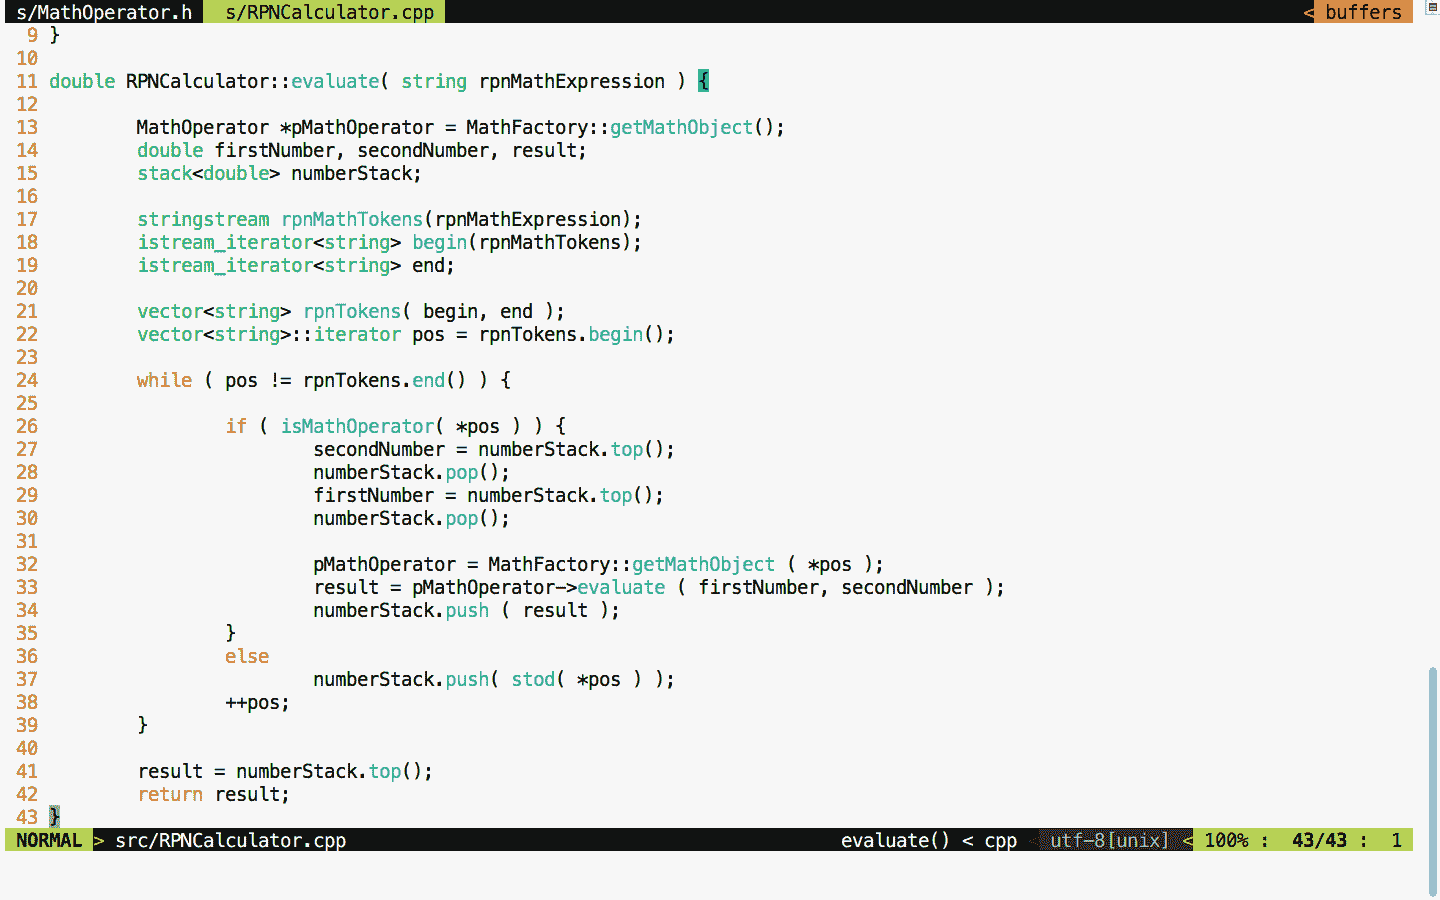 s/MathOperator.h s/RPNCalculator.cpp < buffers
9 }
10
11 double RPNCalculator::evaluate( string rpnMathExpression ) {
12
13 MathOperator *pMathOperator = MathFactory::getMathObject();
14 double firstNumber, secondNumber, result;
15 stack<double> numberStack;
16
17 stringstream rpnMathTokens(rpnMathExpression);
18 istream_iterator<string> begin(rpnMathTokens);
19 istream_iterator<string> end;
20
21 vector<string> rpnTokens( begin, end );
22 vector<string>::iterator pos = rpnTokens.begin();
23
24 while ( pos != rpnTokens.end() ) {
25
26 if ( isMathOperator( *pos ) ) {
27 secondNumber = numberStack.top();
28 numberStack.pop();
29 firstNumber = numberStack.top();
30 numberStack.pop();
31
32 pMathOperator = MathFactory::getMathObject ( *pos );
33 result = pMathOperator->evaluate ( firstNumber, secondNumber );
34 numberStack.push ( result );
35 }
36 else
37 numberStack.push( stod( *pos ) );
38 ++pos;
39 }
40
41 result = numberStack.top();
42 return result;
43 }
NORMAL > src/RPNCalculator.cpp evaluate() < cpp < utf-8[unix] < 100% : 43/43 : 1